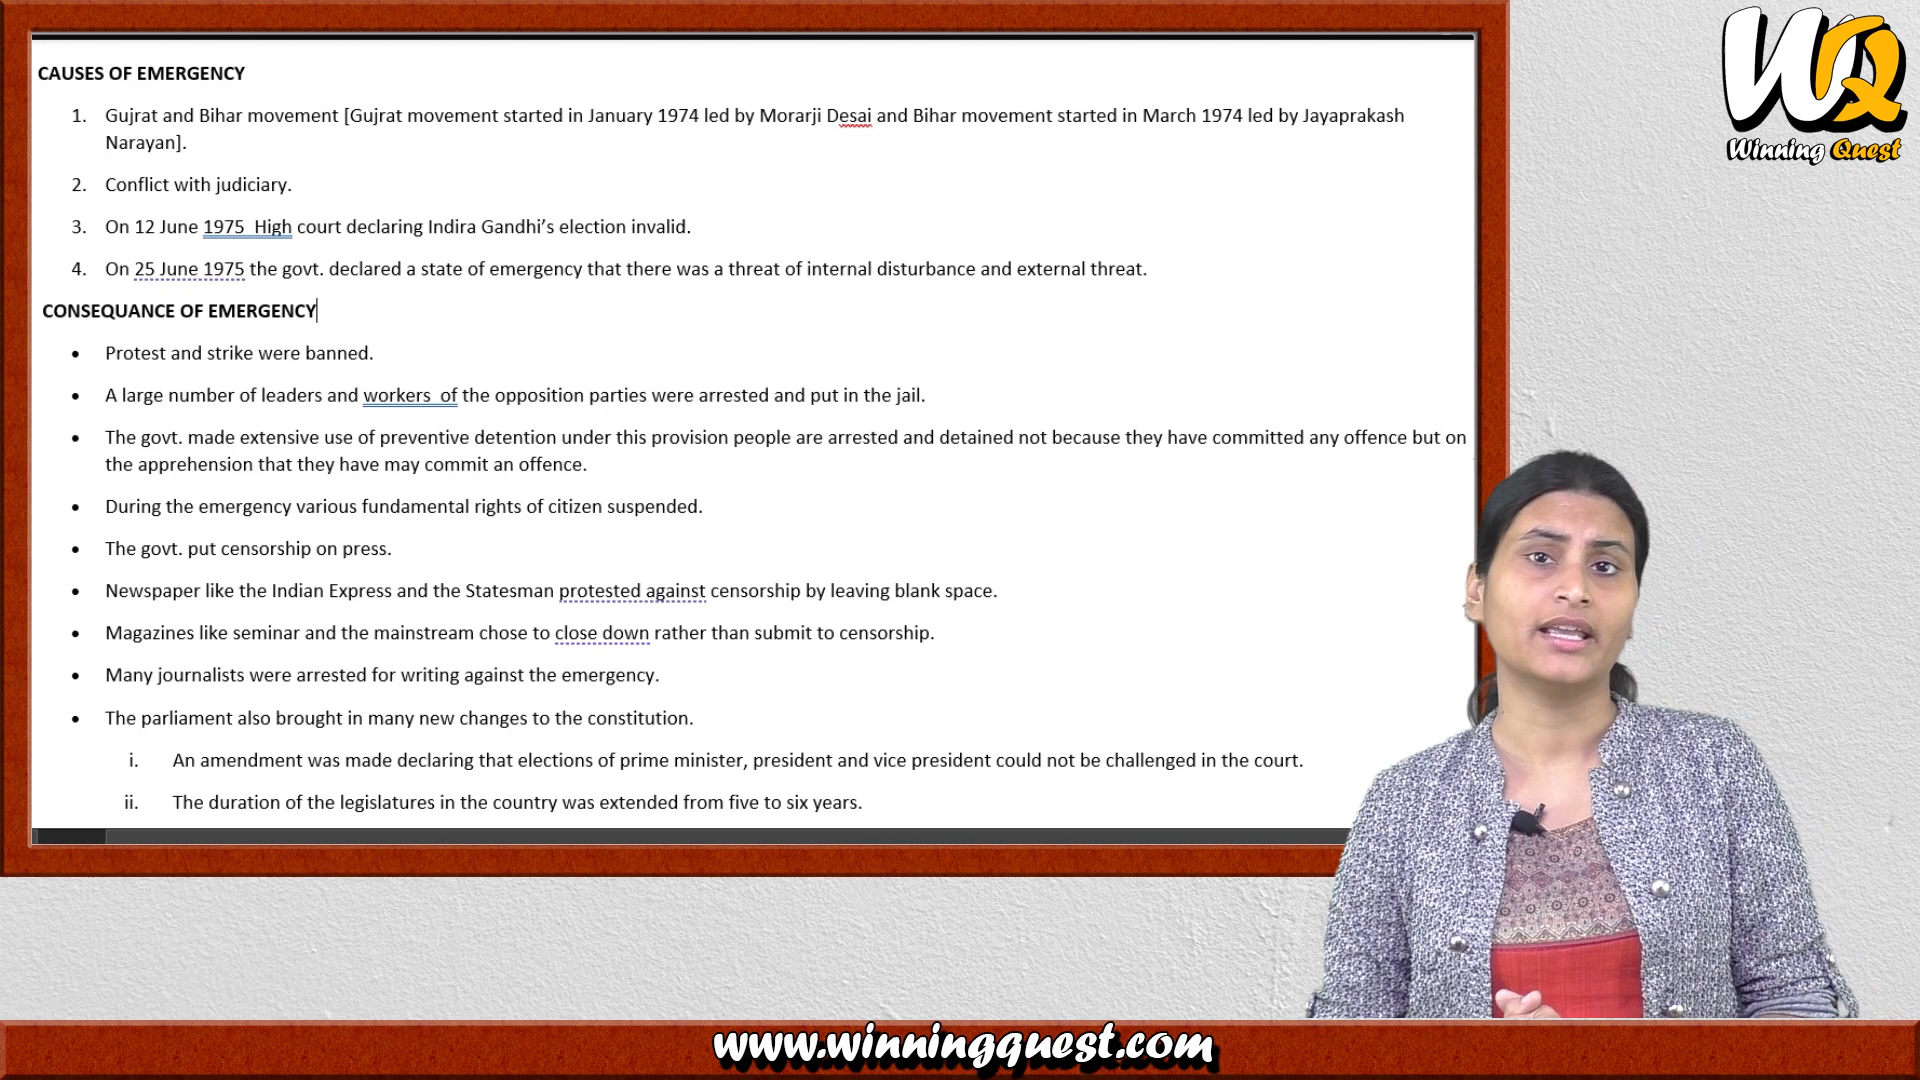 CAUSES OF EMERGENCY
1. Gujrat and Bihar movement [Gujrat movement started in January 1974 led by Morarji Desai and Bihar movement started in March 1974 led by Jayaprakash
Narayan].
2. Conflict with judiciary.
3. On 12 June 1975  High court declaring Indira Gandhi's election invalid.
4. On 25 June 1975 the govt. declared a state of emergency that there was a threat of internal disturbance and external threat.
CONSEQUANCE OF EMERGENCY
• Protest and strike were banned.
• A large number of leaders and workers  of the opposition parties were arrested and put in the jail.
• The govt. made extensive use of preventive detention under this provision people are arrested and detained not because they have committed any offence but on
the apprehension that they have may commit an offence.
• During the emergency various fundamental rights of citizen suspended.
• The govt. put censorship on press.
• Newspaper like the Indian Express and the Statesman protested against censorship by leaving blank space.
• Magazines like seminar and the mainstream chose to close down rather than submit to censorship.
• Many journalists were arrested for writing against the emergency.
• The parliament also brought in many new changes to the constitution.
i. An amendment was made declaring that elections of prime minister, president and vice president could not be challenged in the court.
ii. The duration of the legislatures in the country was extended from five to six years.
WQ
Winning Quest
www.winningquest.com